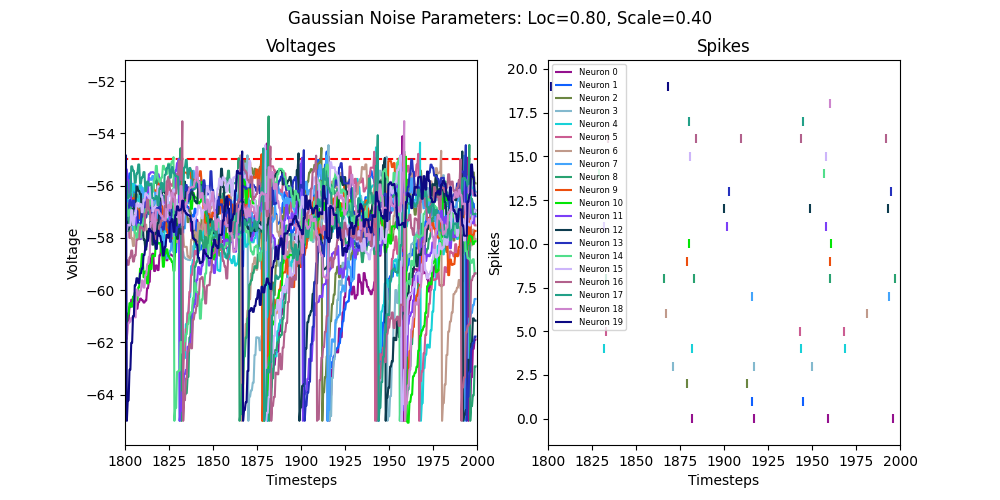 Gaussian Noise Parameters: Loc=0.80, Scale=0.40
Voltages
Voltage
−52
−54
−56
−58
−60
−62
−64
1800 1825 1850 1875 1900 1925 1950 1975 2000
Timesteps
Spikes
Spikes
20.0
17.5
15.0
12.5
10.0
7.5
5.0
2.5
0.0
Neuron 0
Neuron 1
Neuron 2
Neuron 3
Neuron 4
Neuron 5
Neuron 6
Neuron 7
Neuron 8
Neuron 9
Neuron 10
Neuron 11
Neuron 12
Neuron 13
Neuron 14
Neuron 15
Neuron 16
Neuron 17
Neuron 18
Neuron 19
1800 1825 1850 1875 1900 1925 1950 1975 2000
Timesteps